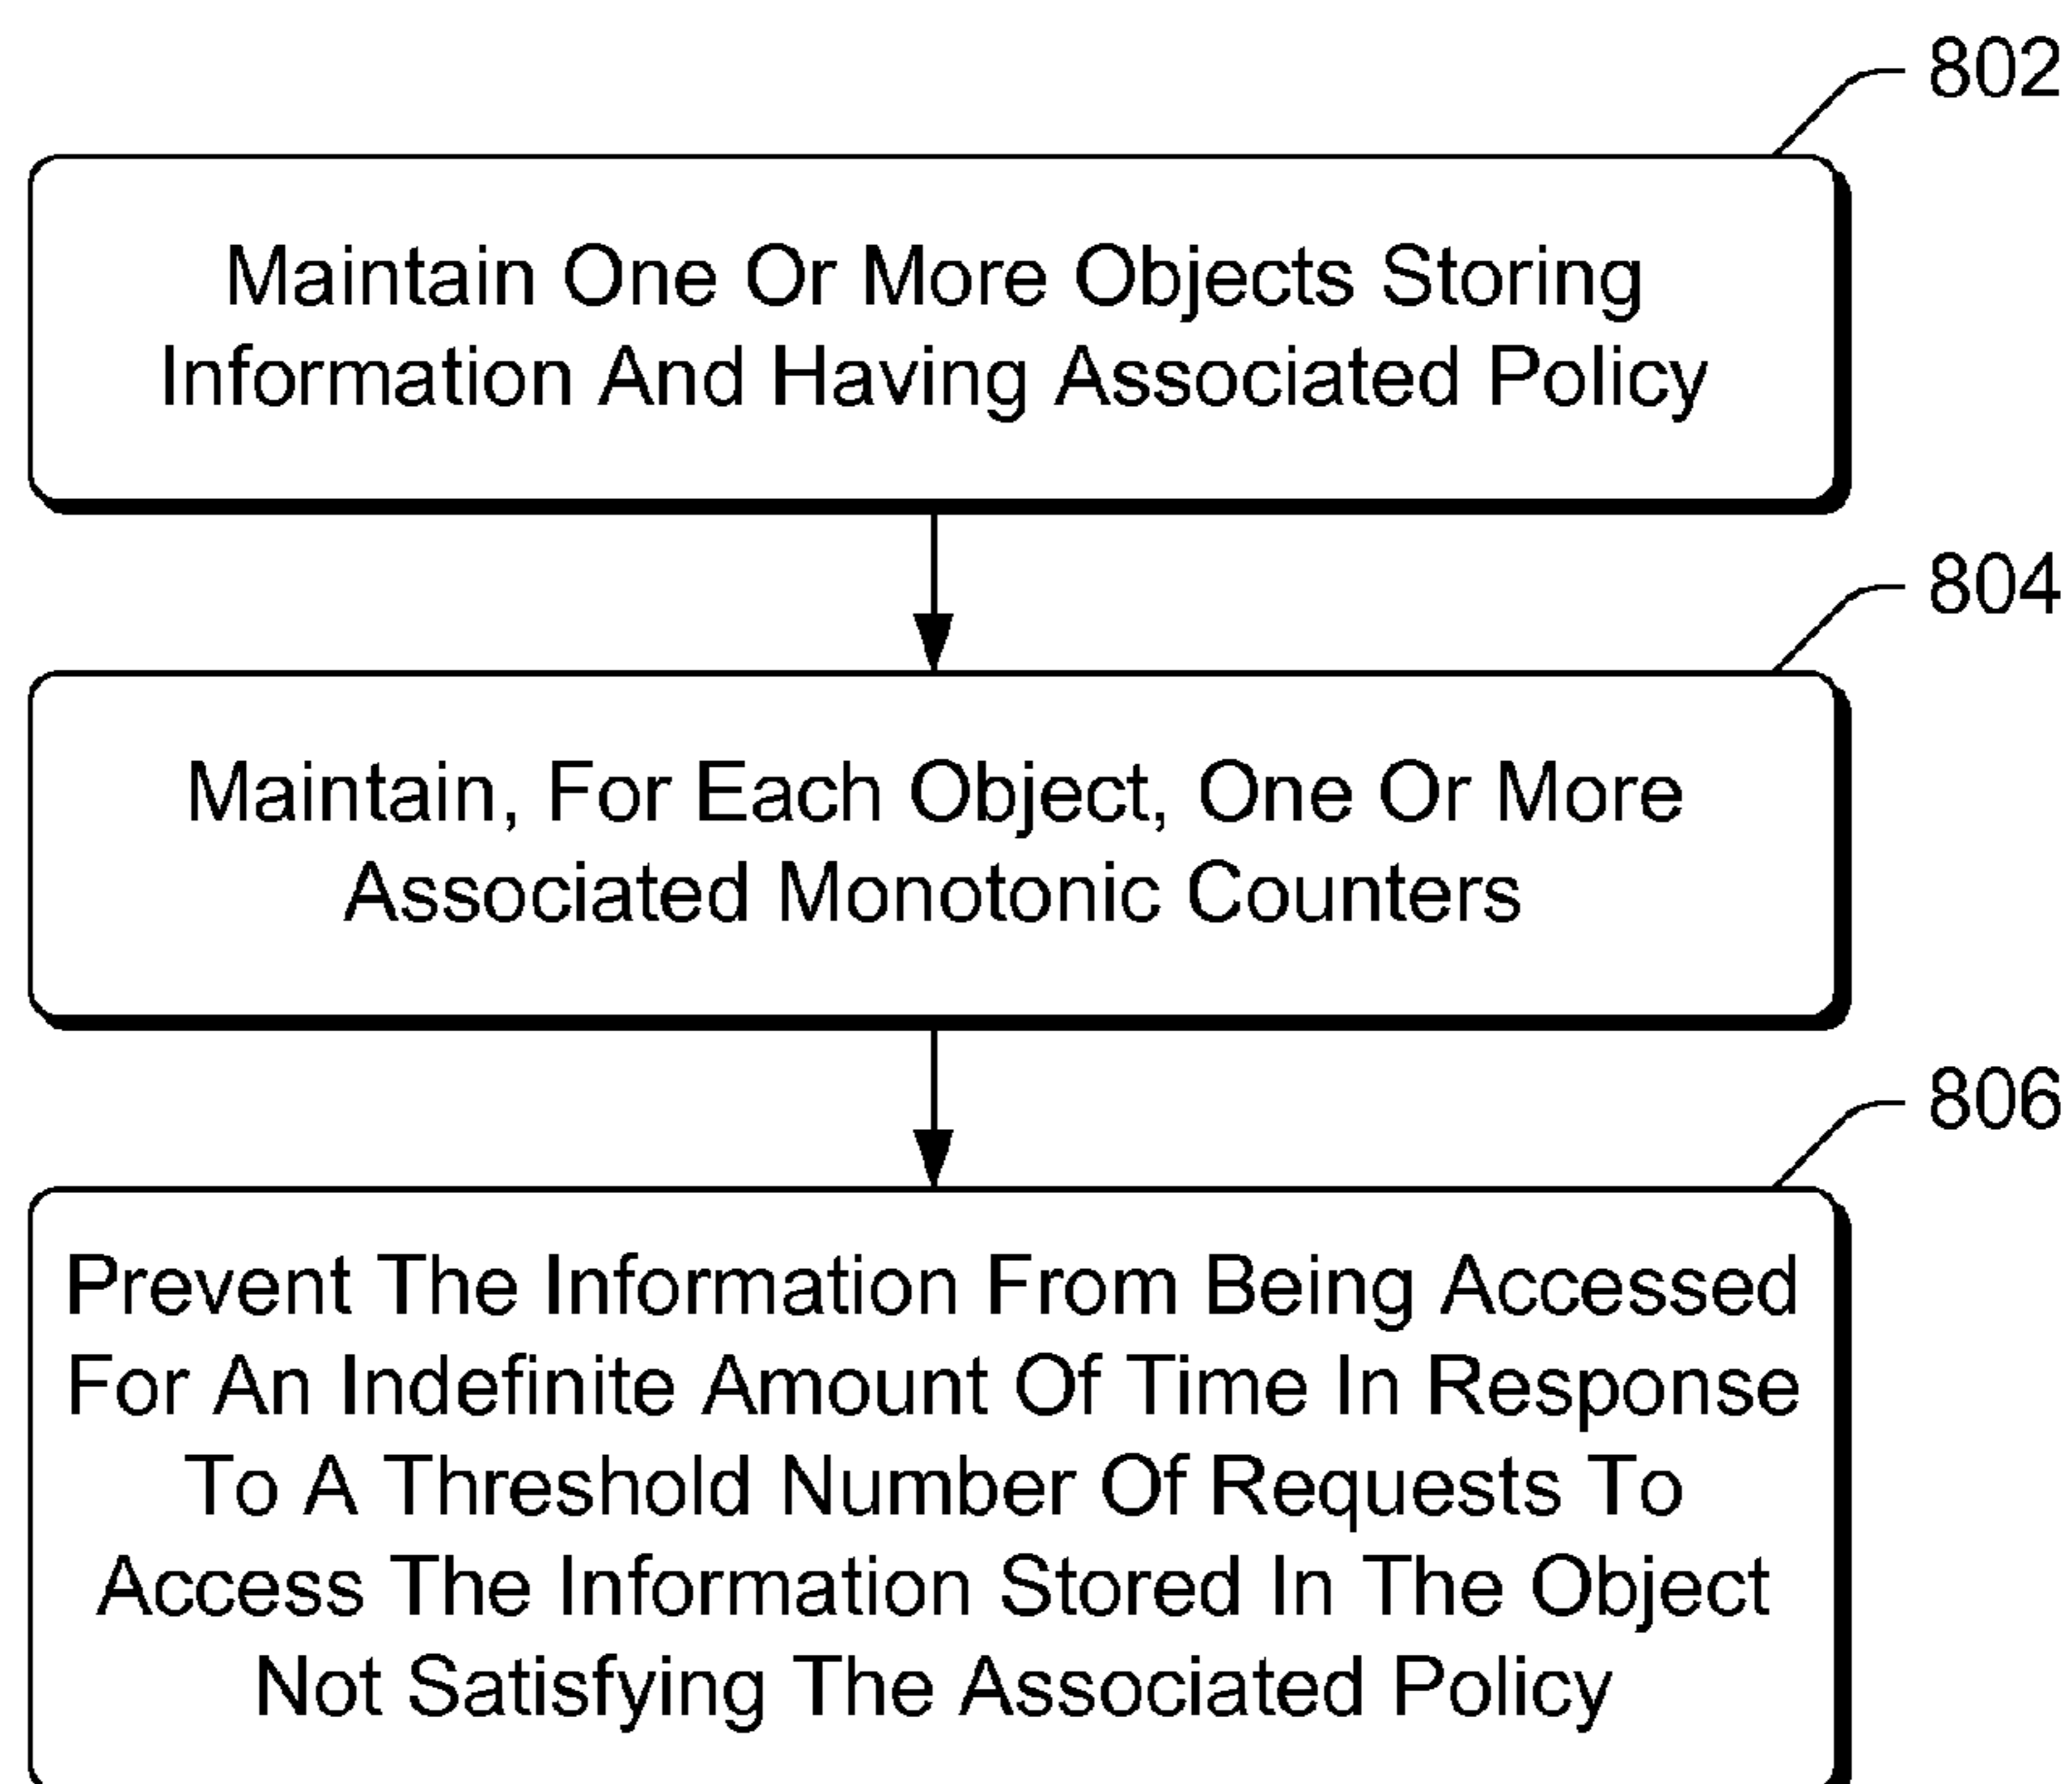 802
Maintain One Or More Objects Storing
Information And Having Associated Policy
804
Maintain, For Each Object, One Or More
Associated Monotonic Counters
806
Prevent The Information From Being Accessed
For An Indefinite Amount Of Time In Response
To A Threshold Number Of Requests To
Access The Information Stored In The Object
Not Satisfying The Associated Policy